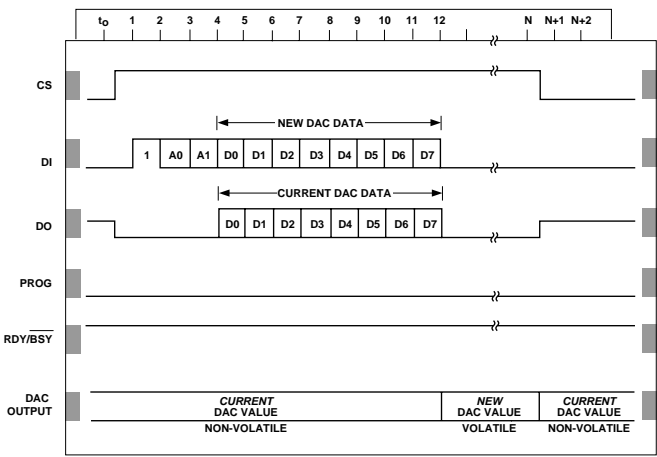 to 1 2 3 4 5 6 7 8 9 10 11 12 N N+1 N+2
CS
NEW DAC DATA
DI 1 A0 A1 D0 D1 D2 D3 D4 D5 D6 D7
CURRENT DAC DATA
DO D0 D1 D2 D3 D4 D5 D6 D7
PROG
RDY/BSY
DAC OUTPUT
CURRENT DAC VALUE
NON-VOLATILE
NEW DAC VALUE
VOLATILE
CURRENT DAC VALUE
NON-VOLATILE